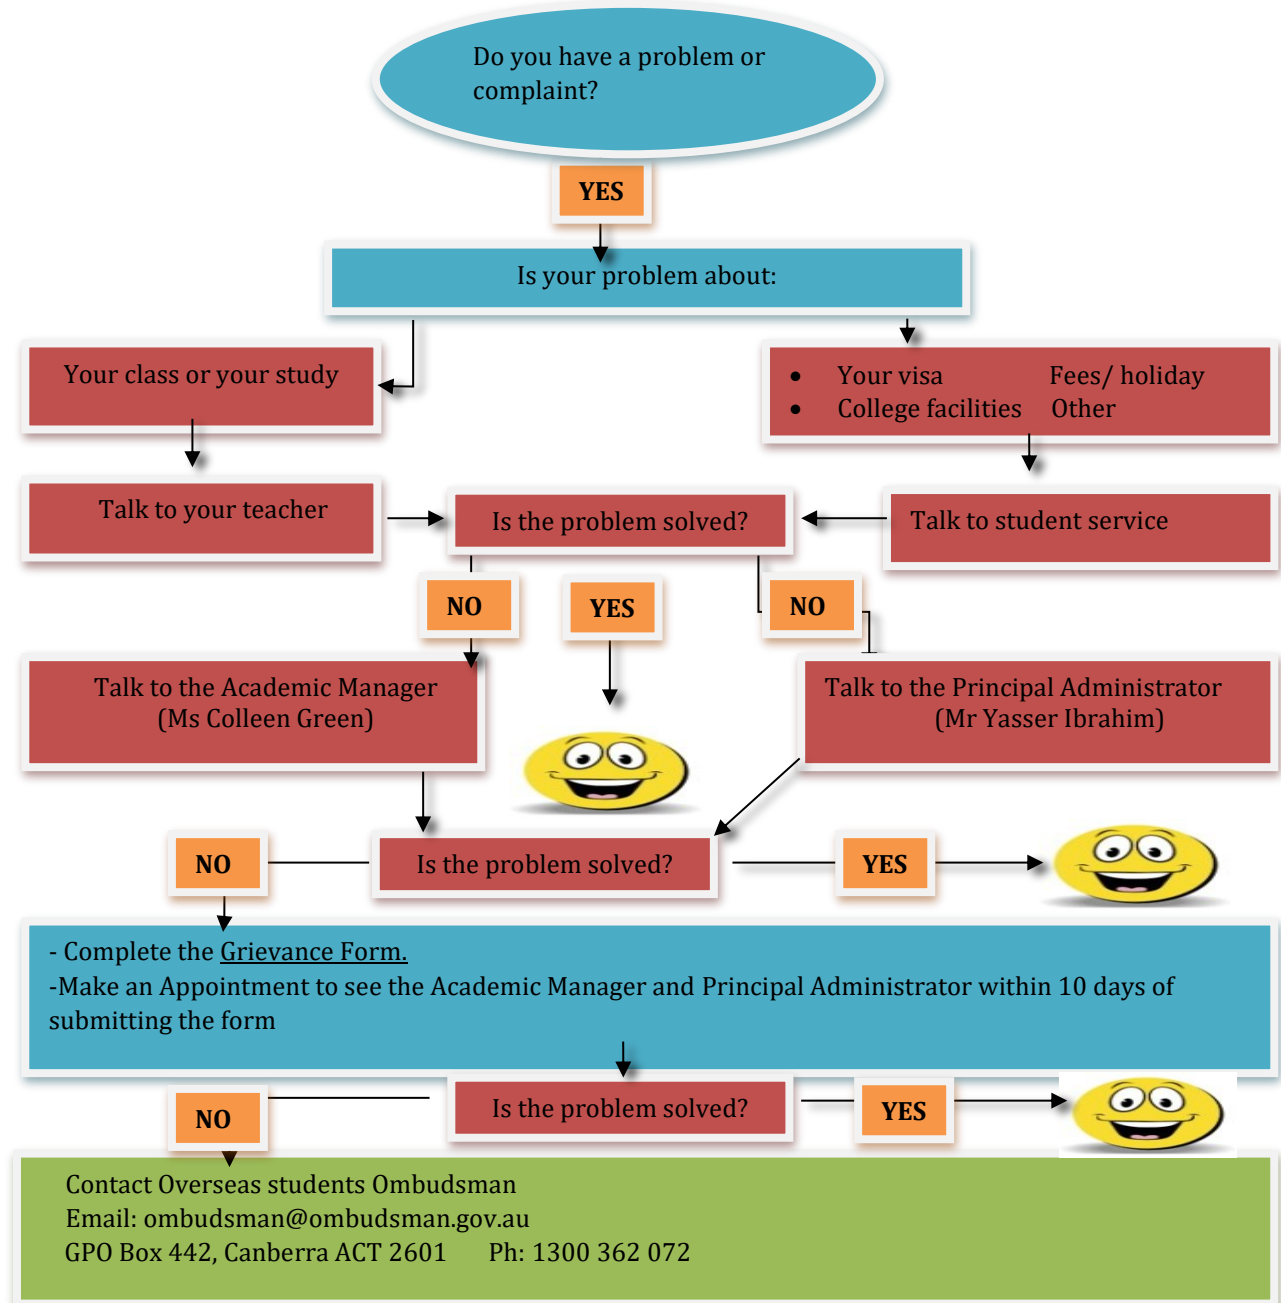 Do you have a problem or
complaint?
YES
Is your problem about:
Your class or your study
• Your visa Fees/ holiday
• College facilities Other
Talk to your teacher
Is the problem solved?
Talk to student service
NO
YES
NO
Talk to the Academic Manager
(Ms Colleen Green)
Talk to the Principal Administrator
(Mr Yasser Ibrahim)
NO
Is the problem solved?
YES
- Complete the Grievance Form.
-Make an Appointment to see the Academic Manager and Principal Administrator within 10 days of
submitting the form
NO
Is the problem solved?
YES
Contact Overseas students Ombudsman
Email: ombudsman@ombudsman.gov.au
GPO Box 442, Canberra ACT 2601 Ph: 1300 362 072